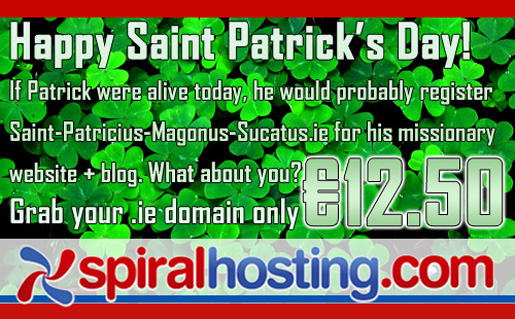 Happy Saint Patrick's Day!
If Patrick were alive today, he would probably register
Saint-Patricius-Magonus-Sucatus.ie for his missionary
website + blog. What about you?
Grab your .ie domain only €12.50
spiralhosting.com